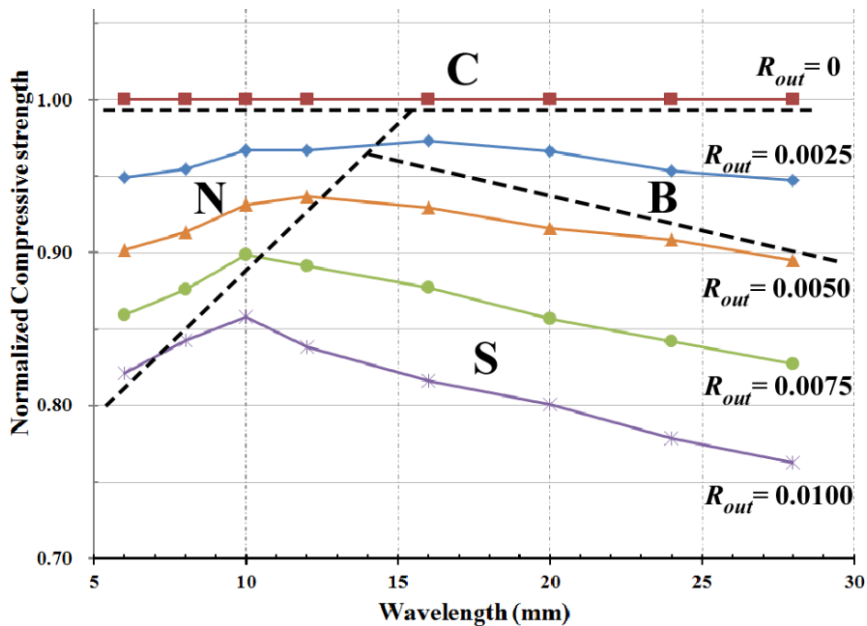 C
R_out = 0
1.00
R_out = 0.0025
N
B
0.90
R_out = 0.0050
S
R_out = 0.0075
0.80
R_out = 0.0100
0.70
5
10
15
20
25
30
Wavelength (mm)
Normalized Compressive strength